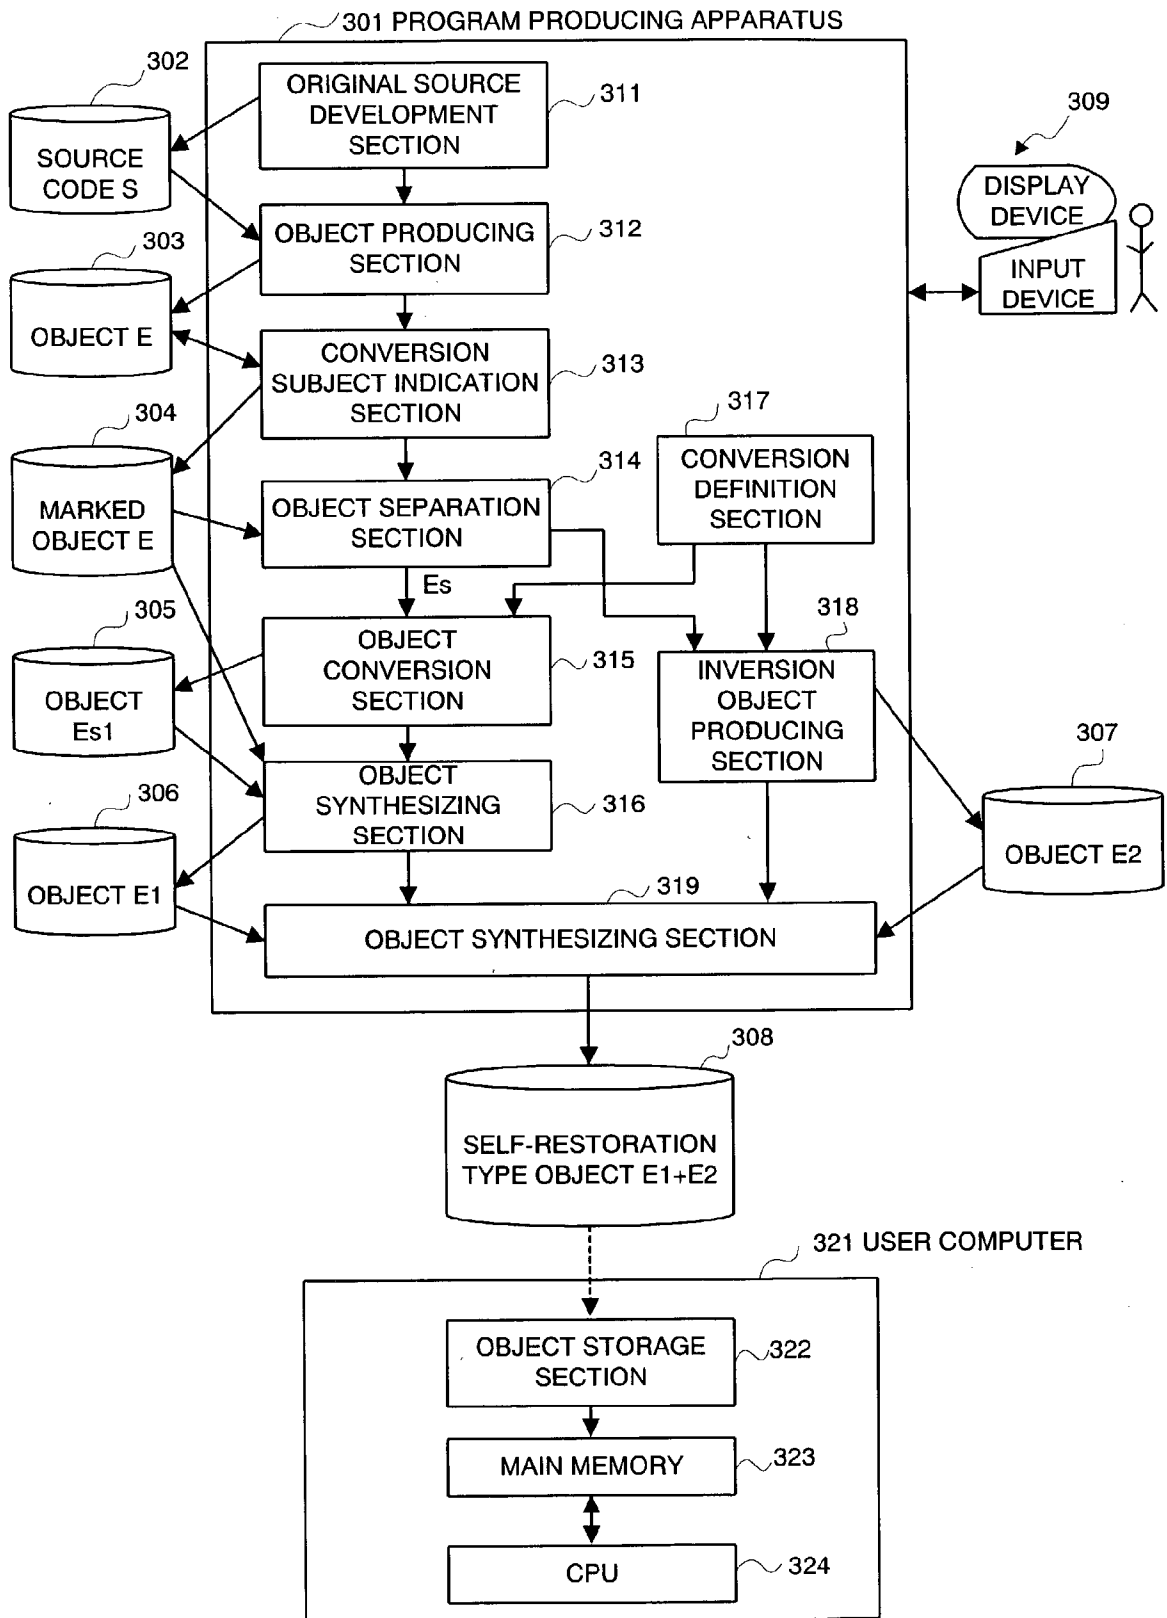 301 PROGRAM PRODUCING APPARATUS
302
SOURCE
CODE S
ORIGINAL SOURCE
DEVELOPMENT
SECTION
311
309
DISPLAY
DEVICE
INPUT
DEVICE
303
OBJECT E
OBJECT PRODUCING
SECTION
312
CONVERSION
SUBJECT INDICATION
SECTION
313
304
MARKED
OBJECT E
OBJECT SEPARATION
SECTION
314
317
CONVERSION
DEFINITION
SECTION
Es
305
OBJECT
Es1
OBJECT
CONVERSION
SECTION
315
318
INVERSION
OBJECT
PRODUCING
SECTION
306
OBJECT E1
OBJECT
SYNTHESIZING
SECTION
316
307
OBJECT E2
319
OBJECT SYNTHESIZING SECTION
308
SELF-RESTORATION
TYPE OBJECT E1+E2
321 USER COMPUTER
OBJECT STORAGE
SECTION
322
MAIN MEMORY
323
CPU
324